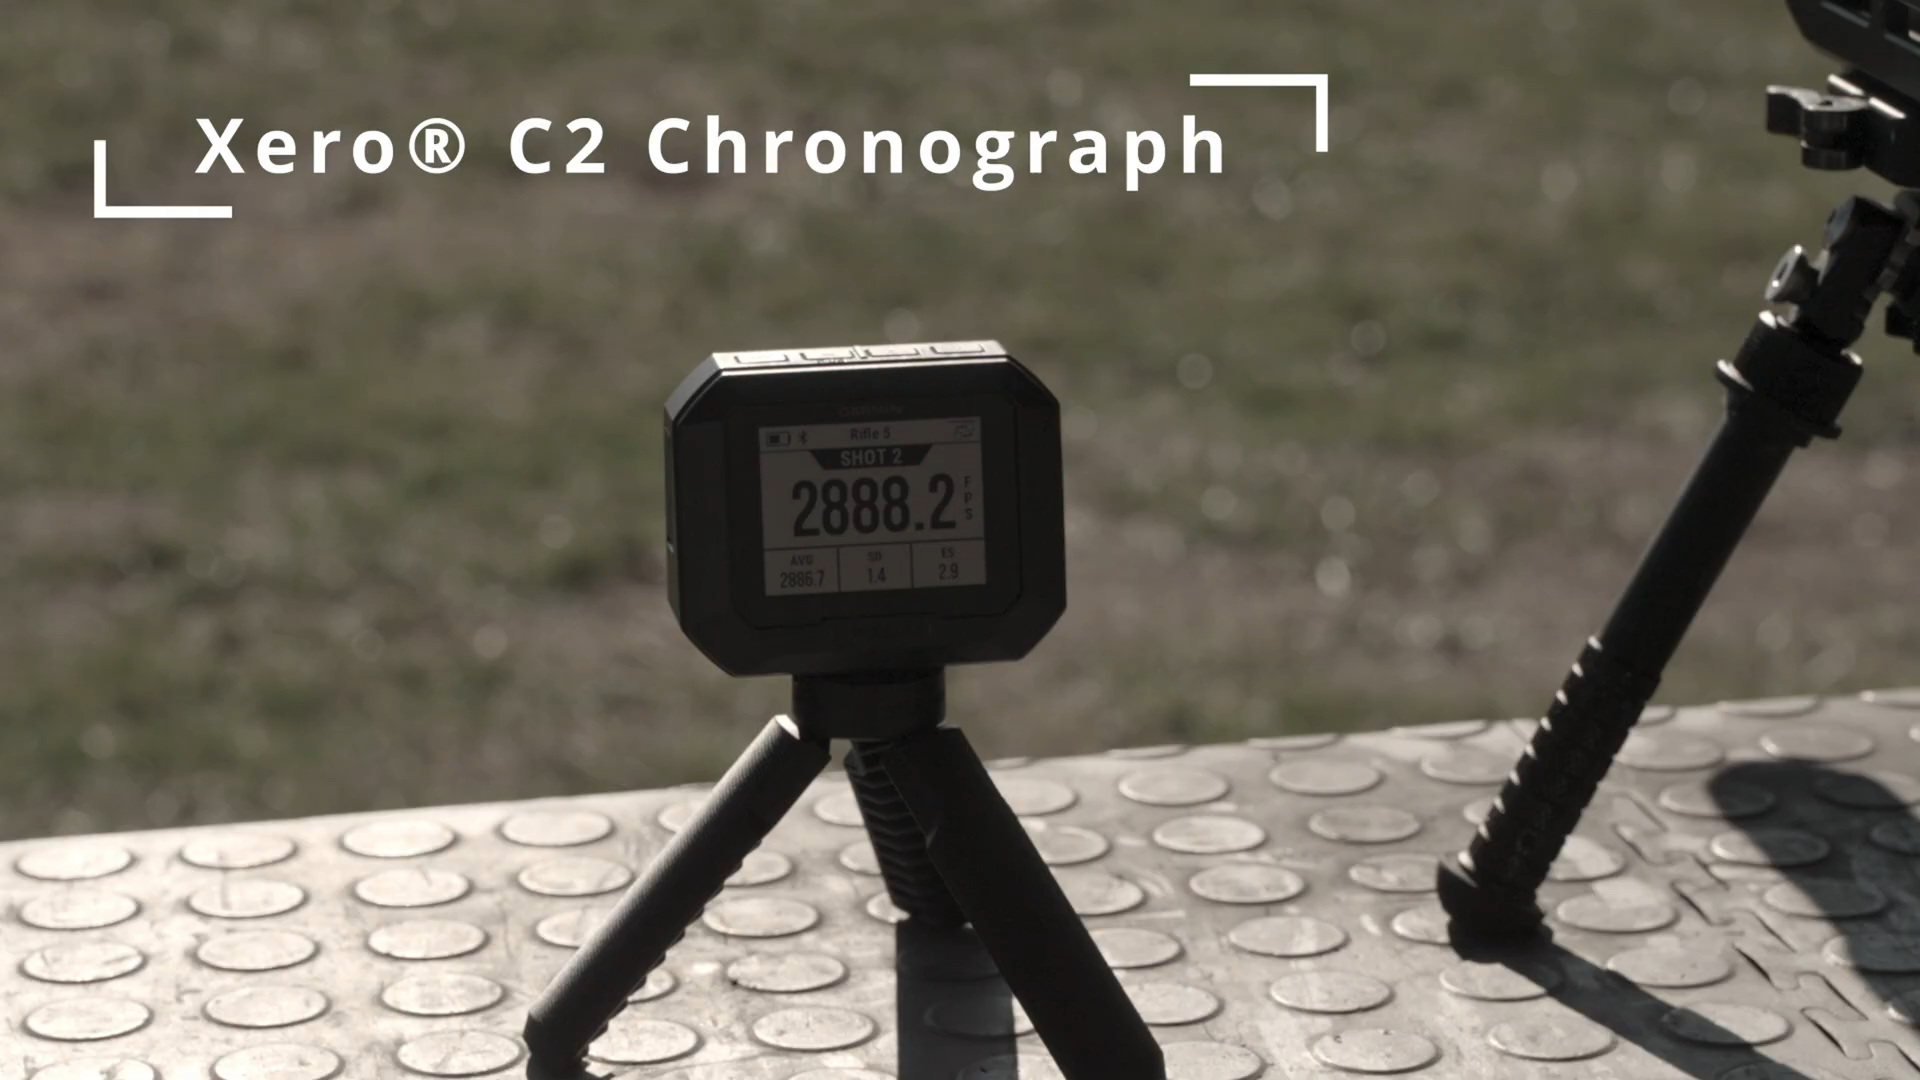 Xero® C2 Chronograph
GARMIN
Rifle 5
SHOT 2
2888.2 FPS
AVG SD ES
2886.7 1.4 2.9